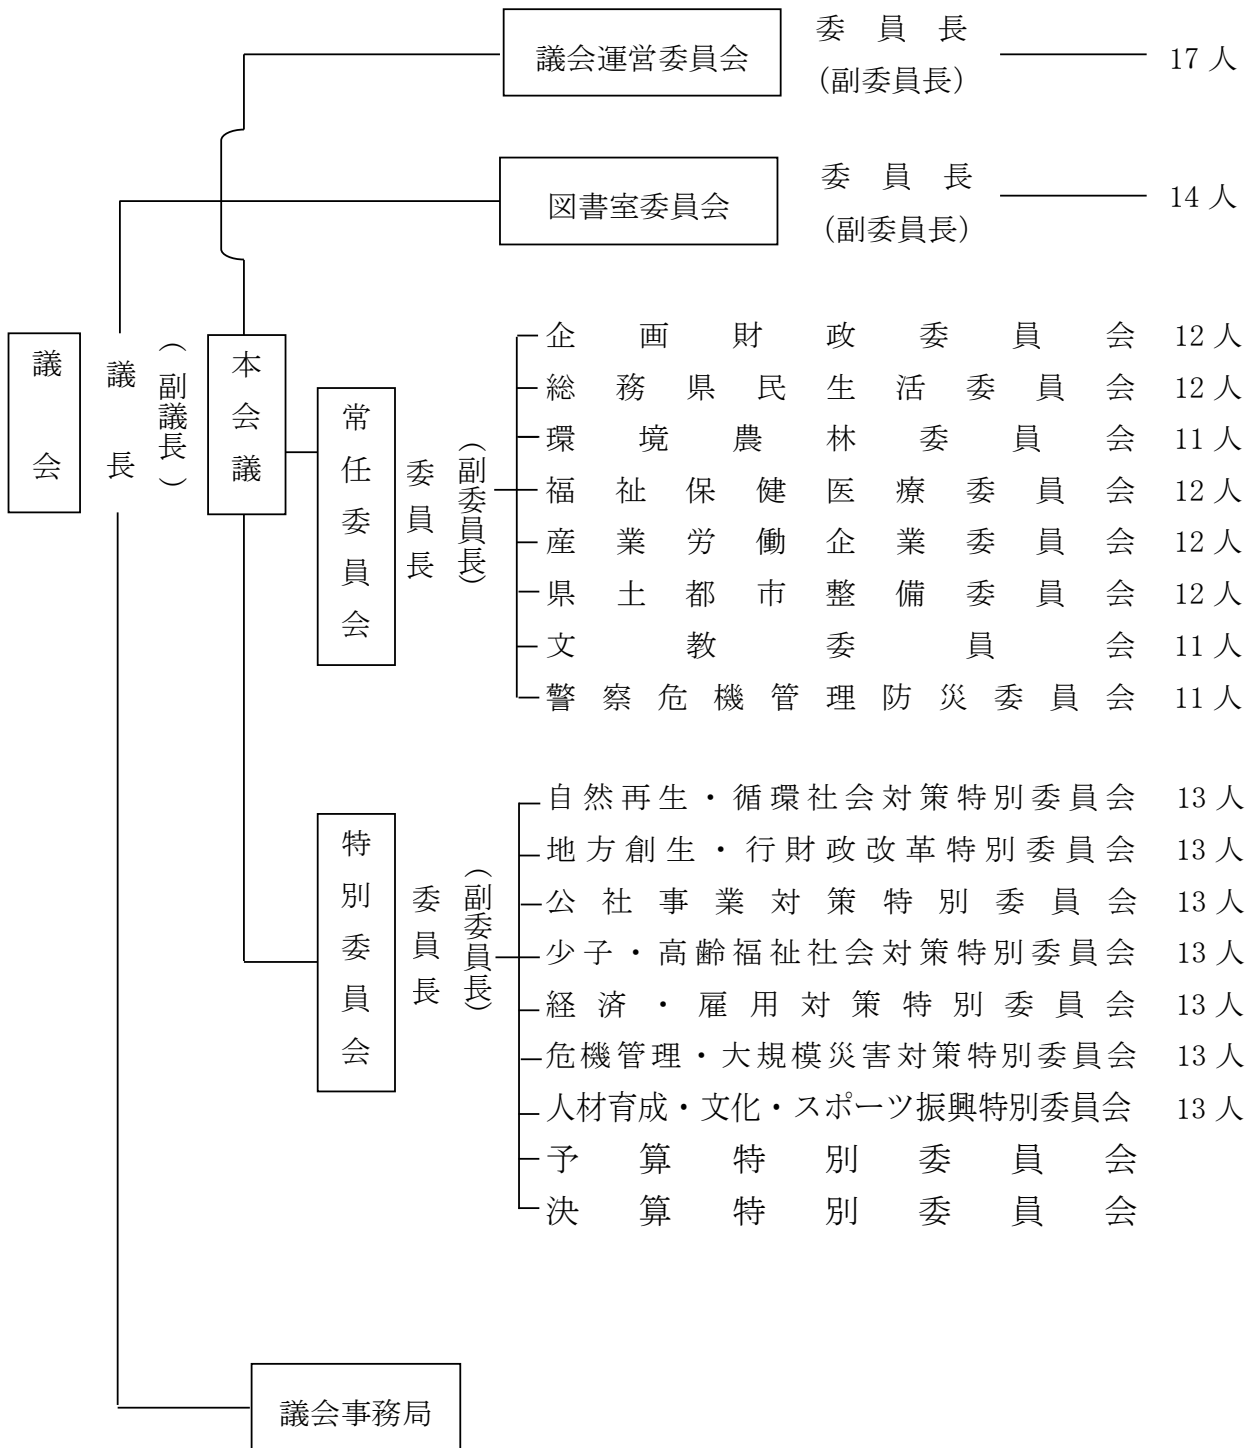 議会運営委員会
委員長
(副委員長)
17人
図書室委員会
委員長
(副委員長)
14人
議会
議長
(副議長)
本会議
常任委員会
委員長
(副委員長)
企画財政委員会 12人
総務県民生活委員会 12人
環境農林委員会 11人
福祉保健医療委員会 12人
産業労働企業委員会 12人
県土都市整備委員会 12人
文教委員会 11人
警察危機管理防災委員会 11人
特別委員会
委員長
(副委員長)
自然再生・循環社会対策特別委員会 13人
地方創生・行財政改革特別委員会 13人
公社事業対策特別委員会 13人
少子・高齢福祉社会対策特別委員会 13人
経済・雇用対策特別委員会 13人
危機管理・大規模災害対策特別委員会 13人
人材育成・文化・スポーツ振興特別委員会 13人
予算特別委員会
決算特別委員会
議会事務局